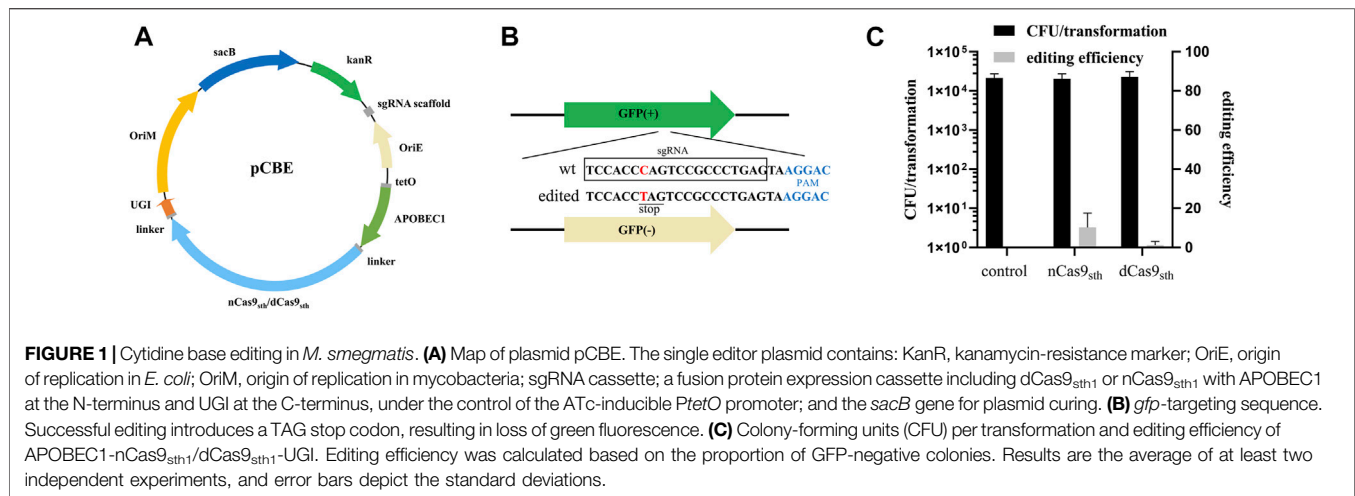 A
sacB
kanR
sgRNA scaffold
OriM
OriE
pCBE
tetO
UGI
APOBEC1
linker
linker
nCas9sth/dCas9sth
B
GFP(+)
sgRNA
wt TCCACCCAGTCCGCCCTGAGTAAGGAC
PAM
edited TCCACCTAGTCCGCCCTGAGTAAGGAC
stop
GFP(-)
C
CFU/transformation
editing efficiency
1×10⁵
1×10⁴
1×10³
1×10²
1×10¹
1×10⁰
CFU/transformation
100
80
60
40
20
0
editing efficiency
control nCas9sth dCas9sth
FIGURE 1 | Cytidine base editing in M. smegmatis. (A) Map of plasmid pCBE. The single editor plasmid contains: KanR, kanamycin-resistance marker; OriE, origin
of replication in E. coli; OriM, origin of replication in mycobacteria; sgRNA cassette; a fusion protein expression cassette including dCas9sth1 or nCas9sth1 with APOBEC1
at the N-terminus and UGI at the C-terminus, under the control of the ATc-inducible PtetO promoter; and the sacB gene for plasmid curing. (B) gfp-targeting sequence.
Successful editing introduces a TAG stop codon, resulting in loss of green fluorescence. (C) Colony-forming units (CFU) per transformation and editing efficiency of
APOBEC1-nCas9sth1/dCas9sth1-UGI. Editing efficiency was calculated based on the proportion of GFP-negative colonies. Results are the average of at least two
independent experiments, and error bars depict the standard deviations.